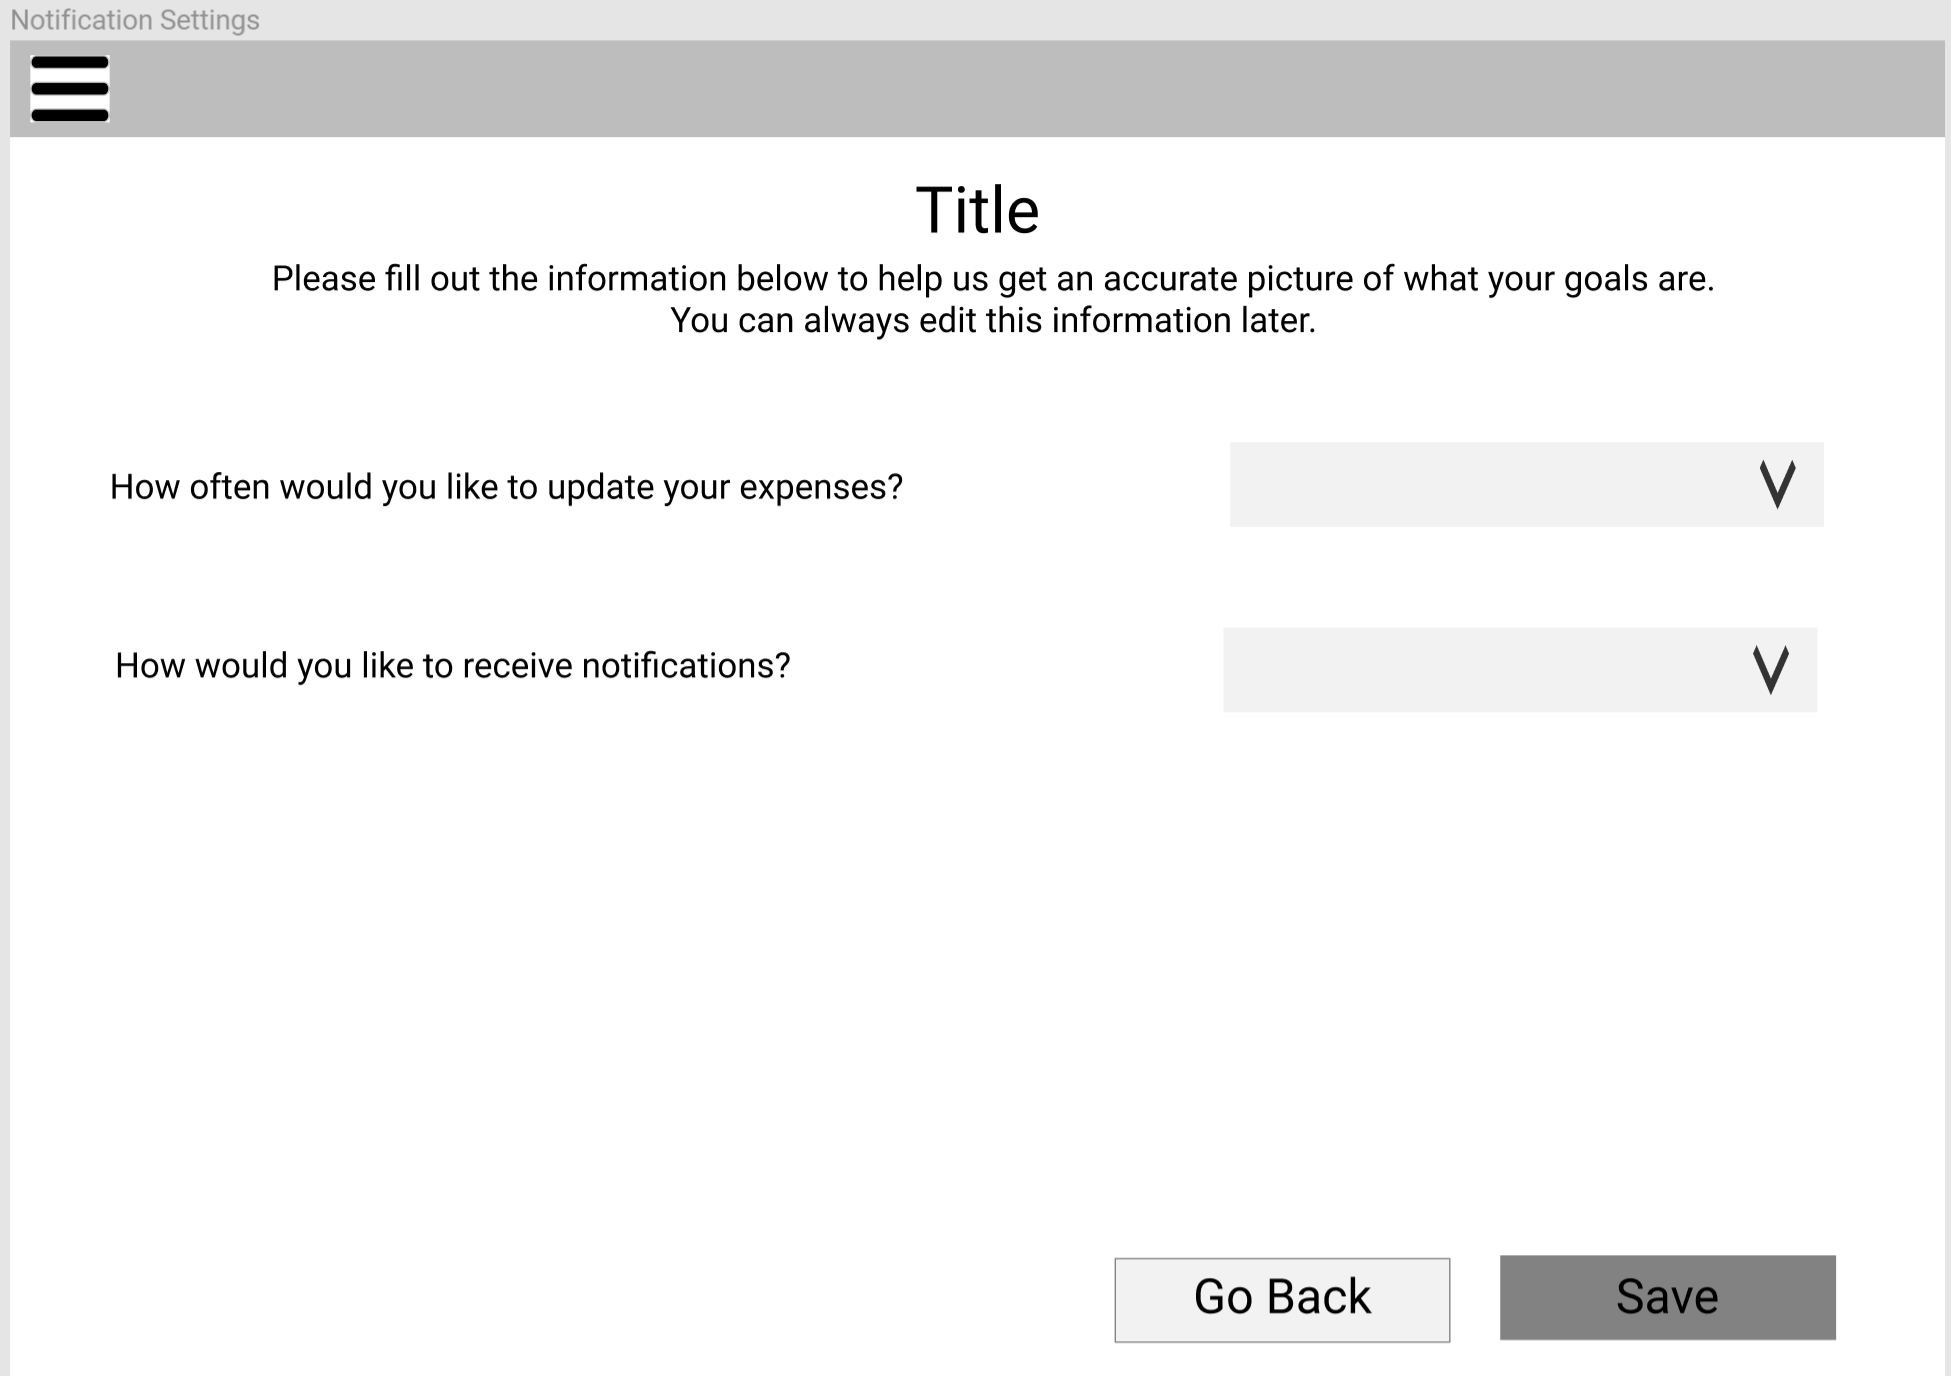 Notification Settings
Title
Please fill out the information below to help us get an accurate picture of what your goals are.
You can always edit this information later.
How often would you like to update your expenses?
How would you like to receive notifications?
Go Back
Save